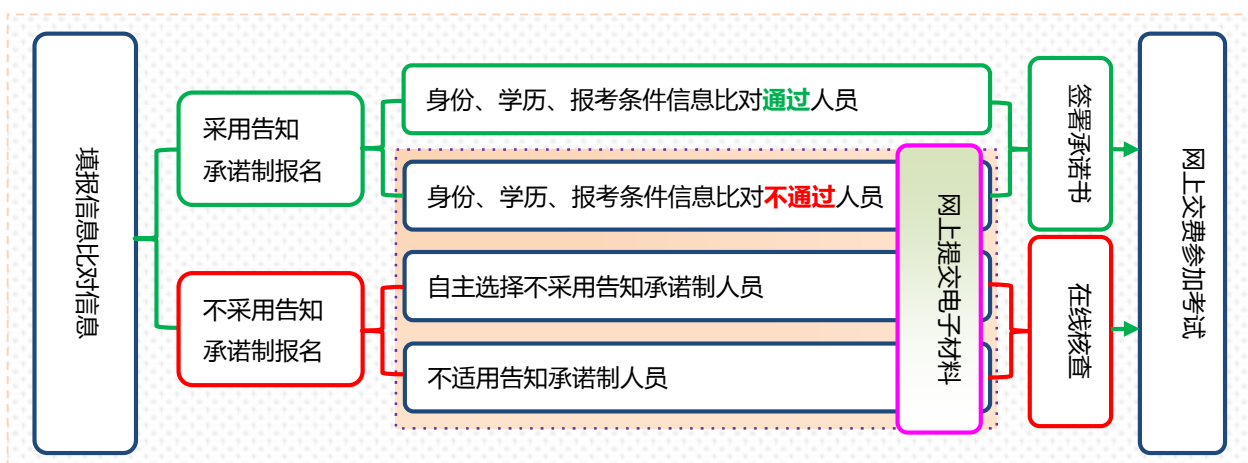 填报信息比对信息
采用告知
承诺制报名
不采用告知
承诺制报名
身份、学历、报考条件信息比对通过人员
身份、学历、报考条件信息比对不通过人员
自主选择不采用告知承诺制人员
不适用告知承诺制人员
网上提交电子材料
签署承诺书
在线核查
网上交费参加考试